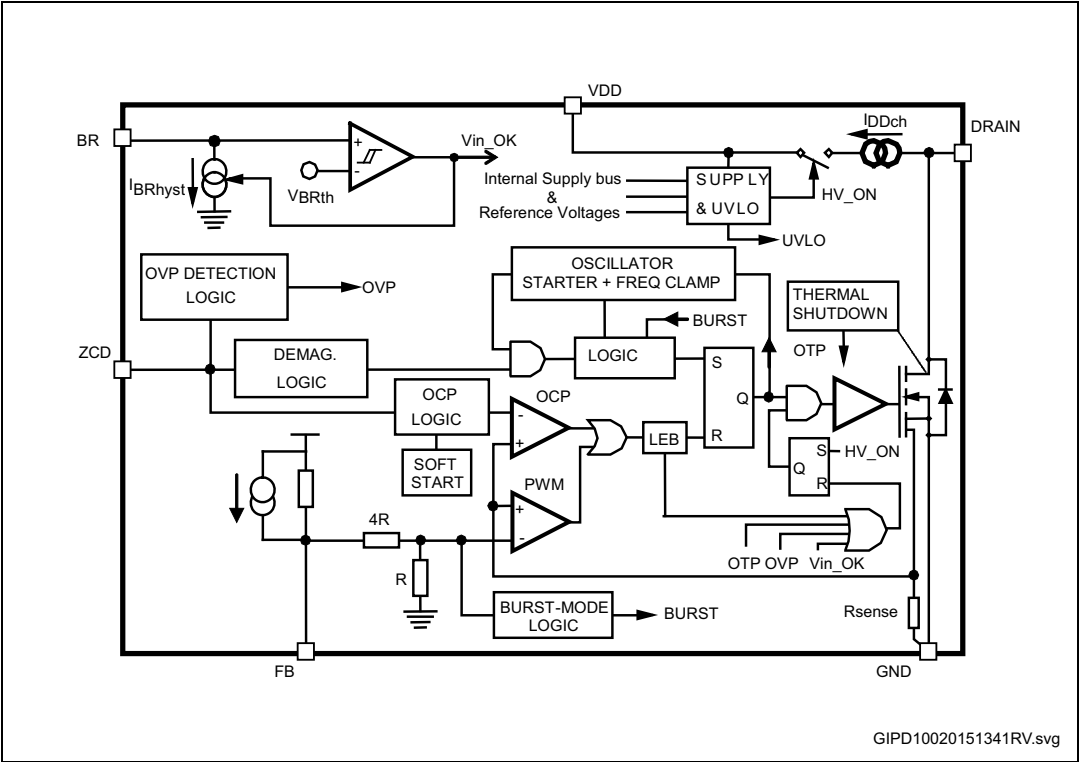 VDD
BR
Vin_OK
IDDch
DRAIN
+
-
IBRhyst
VBRth
Internal Supply bus
&
Reference Voltages
SUPPLY
& UVLO
HV_ON
UVLO
OVP DETECTION
LOGIC
OVP
OSCILLATOR
STARTER + FREQ CLAMP
THERMAL
SHUTDOWN
BURST
ZCD
DEMAG.
LOGIC
LOGIC
OTP
S
Q
R
OCP
LOGIC
OCP
-
+
LEB
SOFT
START
S
HV_ON
Q
R
PWM
+
-
4R
R
OTP OVP Vin_OK
BURST-MODE
LOGIC
BURST
Rsense
FB
GND
GIPD10020151341RV.svg